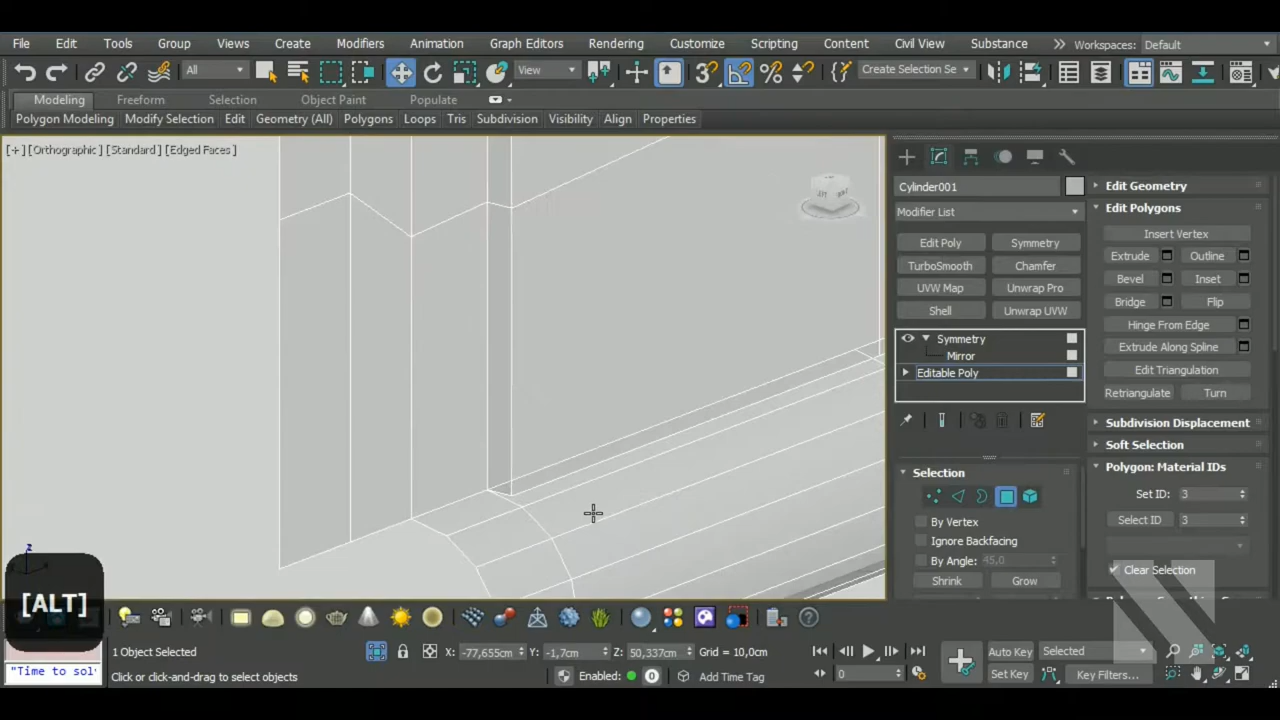 File Edit Tools Group Views Create Modifiers Animation Graph Editors Rendering Customize Scripting Content Civil View Substance Workspaces: Default
All View Create Selection Se
Modeling Freeform Selection Object Paint Populate
Polygon Modeling Modify Selection Edit Geometry (All) Polygons Loops Tris Subdivision Visibility Align Properties
[+] [Orthographic] [Standard] [Edged Faces]
Cylinder001
Modifier List
Edit Poly Symmetry
TurboSmooth Chamfer
UVW Map Unwrap Pro
Shell Unwrap UVW
Symmetry
Mirror
Editable Poly
Selection
By Vertex
Ignore Backfacing
By Angle: 45,0
Shrink Grow
Edit Geometry
Edit Polygons
Insert Vertex
Extrude Outline
Bevel Inset
Bridge Flip
Hinge From Edge
Extrude Along Spline
Edit Triangulation
Retriangulate Turn
Subdivision Displacement
Soft Selection
Polygon: Material IDs
Set ID: 3
Select ID 3
Clear Selection
z
[ALT]
"Time to sol
1 Object Selected
Click or click-and-drag to select objects
X: -77,655cm Y: -1,7cm Z: 50,337cm Grid = 10,0cm
Enabled: 0 Add Time Tag
0
Auto Key Selected
Set Key Key Filters...